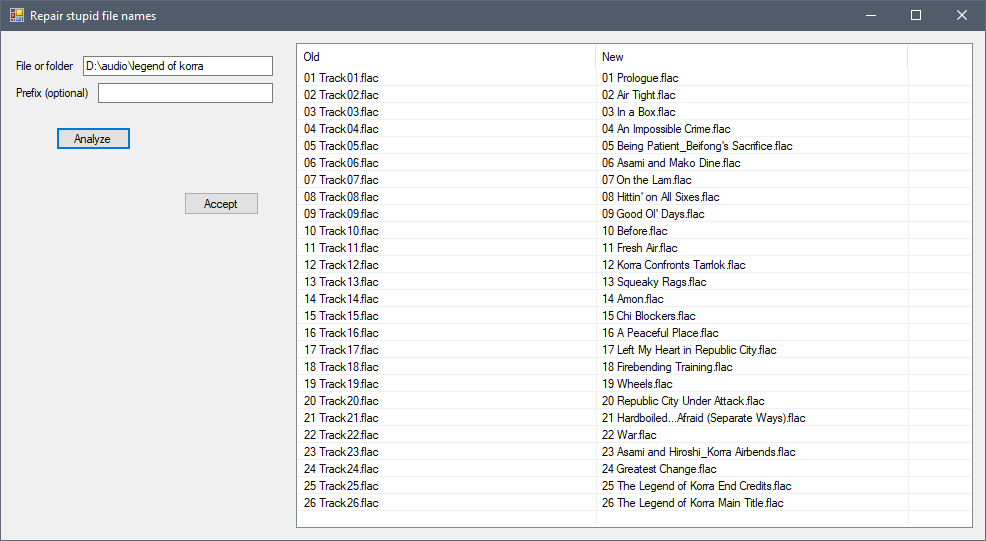 Repair stupid file names
File or folder D:\audio\legend of korra
Prefix (optional)
Analyze
Accept
Old New
01 Track01.flac 01 Prologue.flac
02 Track02.flac 02 Air Tight.flac
03 Track03.flac 03 In a Box.flac
04 Track04.flac 04 An Impossible Crime.flac
05 Track05.flac 05 Being Patient_Beifong's Sacrifice.flac
06 Track06.flac 06 Asami and Mako Dine.flac
07 Track07.flac 07 On the Lam.flac
08 Track08.flac 08 Hittin' on All Sixes.flac
09 Track09.flac 09 Good Ol' Days.flac
10 Track10.flac 10 Before.flac
11 Track11.flac 11 Fresh Air.flac
12 Track12.flac 12 Korra Confronts Tarrlok.flac
13 Track13.flac 13 Squeaky Rags.flac
14 Track14.flac 14 Amon.flac
15 Track15.flac 15 Chi Blockers.flac
16 Track16.flac 16 A Peaceful Place.flac
17 Track17.flac 17 Left My Heart in Republic City.flac
18 Track18.flac 18 Firebending Training.flac
19 Track19.flac 19 Wheels.flac
20 Track20.flac 20 Republic City Under Attack.flac
21 Track21.flac 21 Hardboiled...Afraid (Separate Ways).flac
22 Track22.flac 22 War.flac
23 Track23.flac 23 Asami and Hiroshi_Korra Airbends.flac
24 Track24.flac 24 Greatest Change.flac
25 Track25.flac 25 The Legend of Korra End Credits.flac
26 Track26.flac 26 The Legend of Korra Main Title.flac